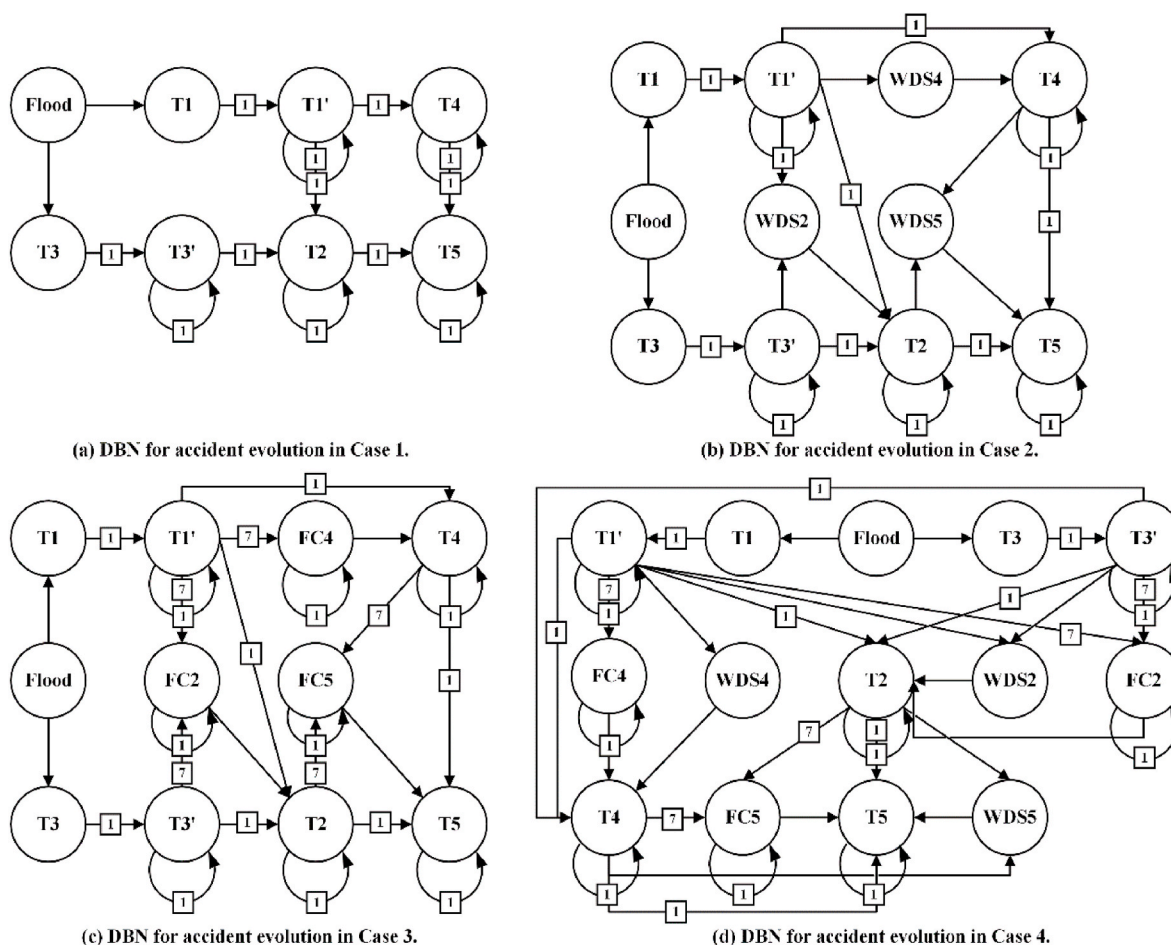 Flood T1 1 T1' 1 T4
1 1
1 1
T3 1 T3' 1 T2 1 T5
1 1 1
(a) DBN for accident evolution in Case 1.
1
T1 1 T1' WDS4 T4
1 1
Flood WDS2 1 WDS5 1
T3 1 T3' 1 T2 1 T5
1 1 1
(b) DBN for accident evolution in Case 2.
1
T1 1 T1' 7 FC4 T4
7 7
1 1 1
1
Flood FC2 FC5 1
1 1
7 7
T3 1 T3' 1 T2 1 T5
1 1 1
(c) DBN for accident evolution in Case 3.
1
T1' 1 T1 Flood T3 1 T3'
7 1 7
1 1 1
1 7
FC4 WDS4 T2 WDS2 FC2
7 1
1 1 1
T4 7 FC5 T5 WDS5
1 1 1
1
(d) DBN for accident evolution in Case 4.